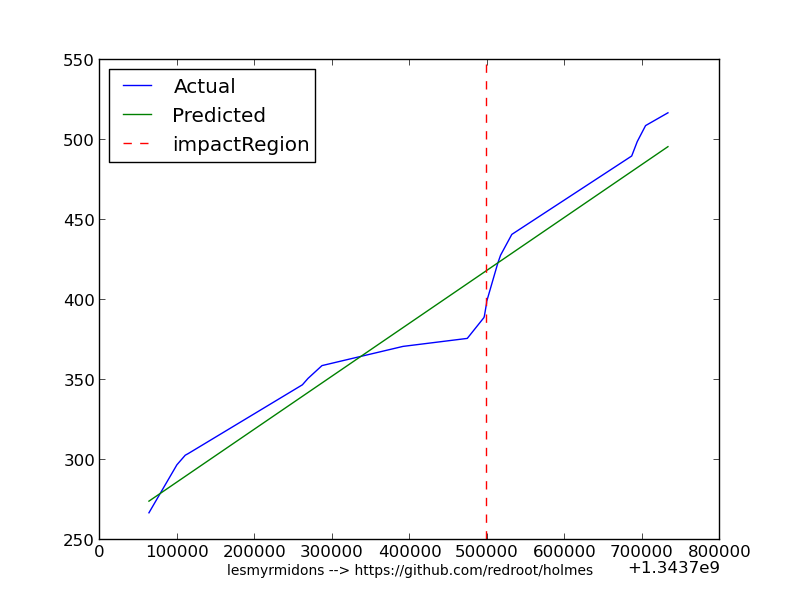 550
500
450
400
350
300
250
Actual
Predicted
impactRegion
0 100000 200000 300000 400000 500000 600000 700000 800000
+1.3437e9
lesmyrmidons --> https://github.com/redroot/holmes